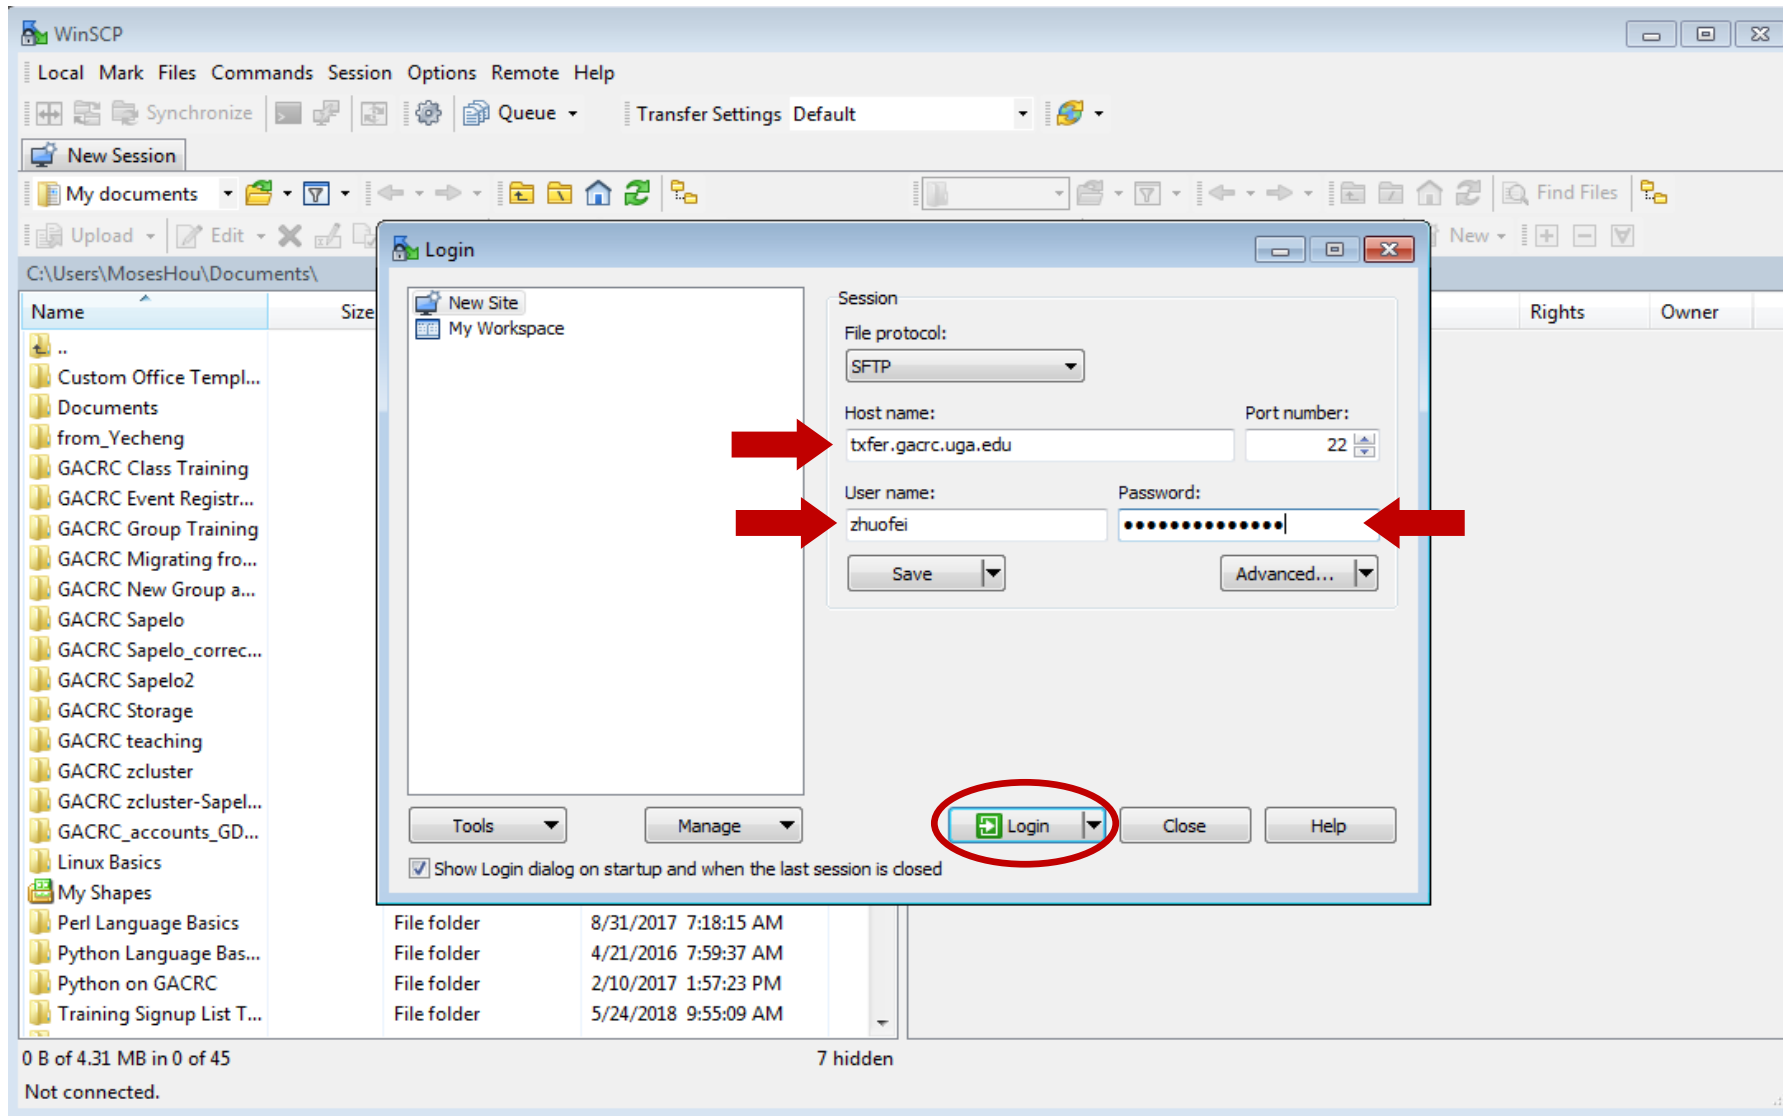 WinSCP
Local Mark Files Commands Session Options Remote Help
Synchronize Queue Transfer Settings Default
New Session
My documents Find Files
Upload Edit New
C:\Users\MosesHou\Documents\
Name Size Rights Owner
..
Custom Office Templ...
Documents
from_Yecheng
GACRC Class Training
GACRC Event Registr...
GACRC Group Training
GACRC Migrating fro...
GACRC New Group a...
GACRC Sapelo
GACRC Sapelo_correc...
GACRC Sapelo2
GACRC Storage
GACRC teaching
GACRC zcluster
GACRC zcluster-Sapel...
GACRC_accounts_GD...
Linux Basics
My Shapes
Perl Language Basics File folder 8/31/2017 7:18:15 AM
Python Language Bas... File folder 4/21/2016 7:59:37 AM
Python on GACRC File folder 2/10/2017 1:57:23 PM
Training Signup List T... File folder 5/24/2018 9:55:09 AM
Login
New Site
My Workspace
Session
File protocol:
SFTP
Host name: Port number:
txfer.gacrc.uga.edu 22
User name: Password:
zhuofei ••••••••••••••
Save Advanced...
Tools Manage Login Close Help
Show Login dialog on startup and when the last session is closed
0 B of 4.31 MB in 0 of 45 7 hidden
Not connected.